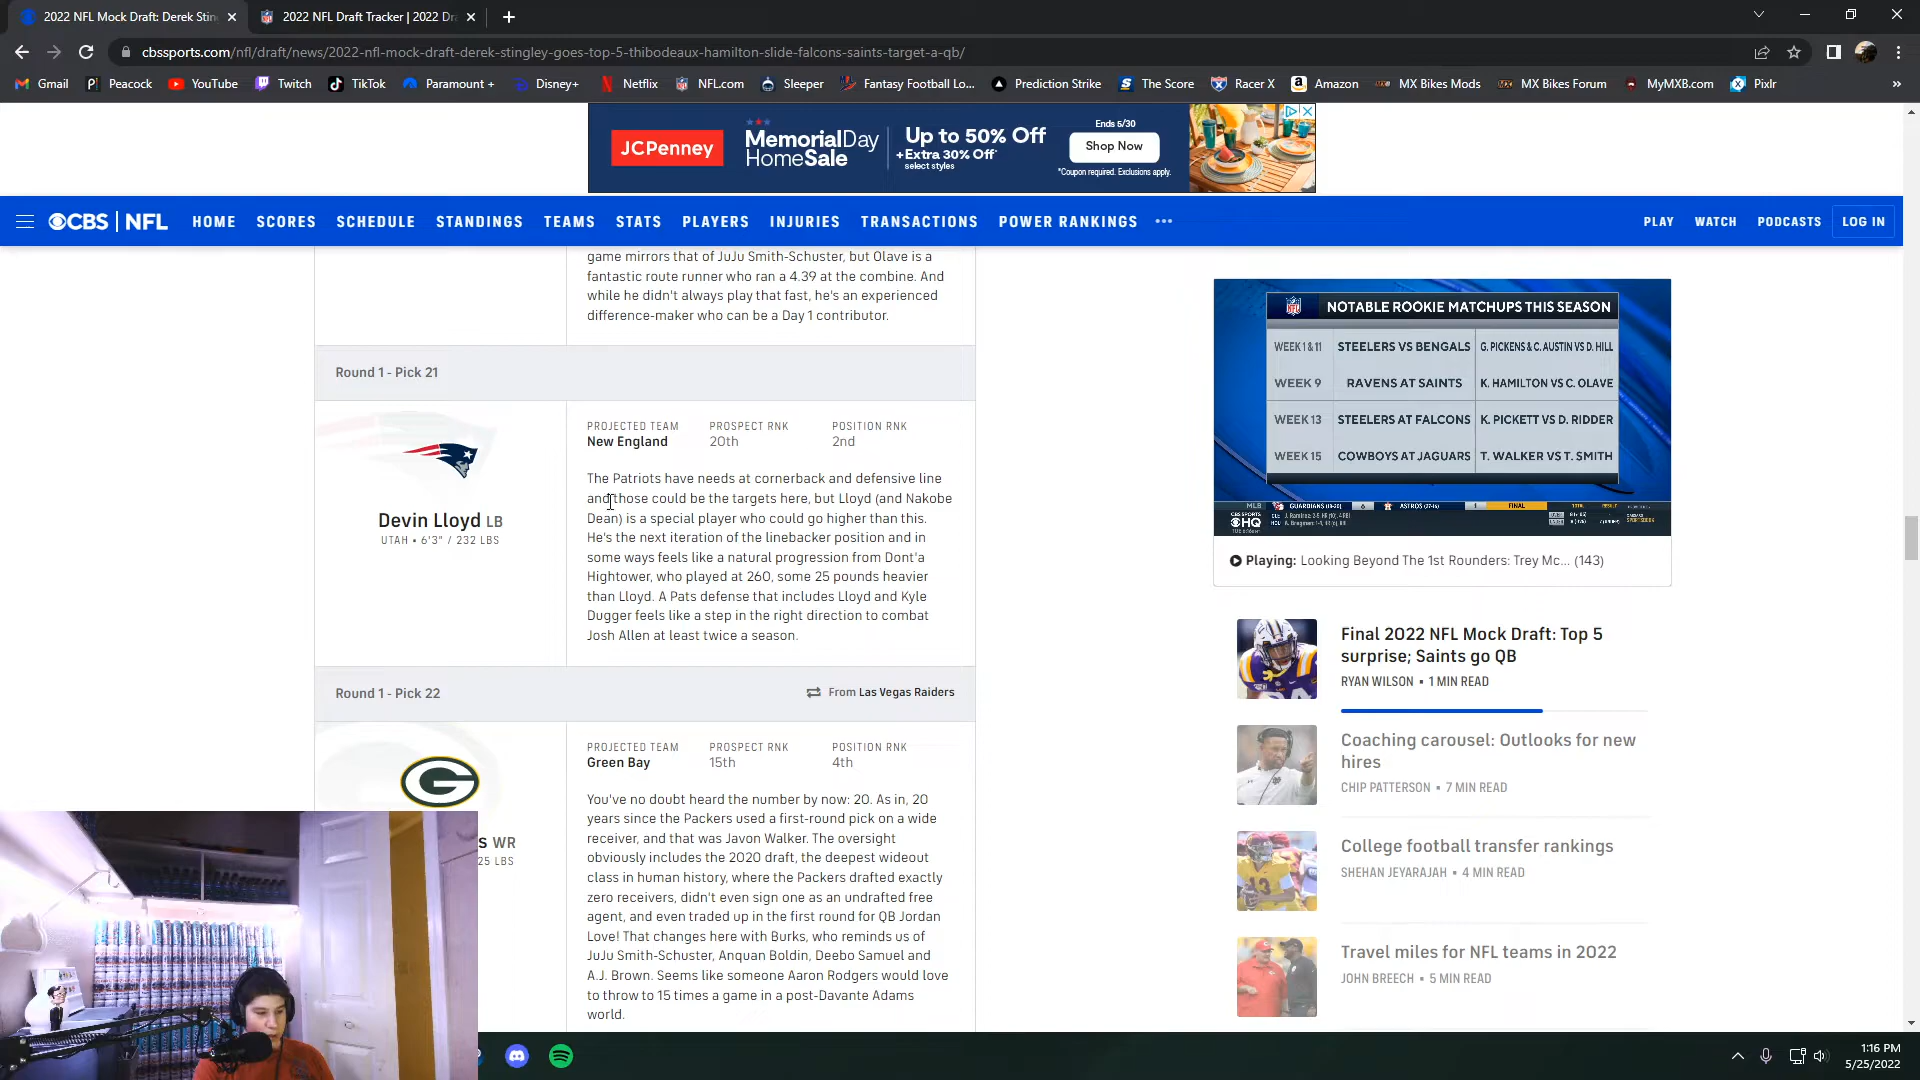 2022 NFL Mock Draft: Derek Stin
2022 NFL Draft Tracker | 2022 Dr
cbssports.com/nfl/draft/news/2022-nfl-mock-draft-derek-stingley-goes-top-5-thibodeaux-hamilton-slide-falcons-saints-target-a-qb/
Gmail Peacock YouTube Twitch TikTok Paramount + Disney+ Netflix NFL.com Sleeper Fantasy Football Lo... Prediction Strike The Score Racer X Amazon MX Bikes Mods MX Bikes Forum MyMXB.com Pixlr »
JCPenney
Memorial Day
Home Sale
Up to 50% Off
+Extra 30% Off*
select styles
Ends 5/30
Shop Now
*Coupon required. Exclusions apply.
CBS | NFL HOME SCORES SCHEDULE STANDINGS TEAMS STATS PLAYERS INJURIES TRANSACTIONS POWER RANKINGS ••• PLAY WATCH PODCASTS LOG IN
game mirrors that of JuJu Smith-Schuster, but Olave is a
fantastic route runner who ran a 4.39 at the combine. And
while he didn't always play that fast, he's an experienced
difference-maker who can be a Day 1 contributor.
Round 1 - Pick 21
Devin Lloyd LB
UTAH • 6'3" / 232 LBS
PROJECTED TEAM PROSPECT RNK POSITION RNK
New England 20th 2nd
The Patriots have needs at cornerback and defensive line
and those could be the targets here, but Lloyd (and Nakobe
Dean) is a special player who could go higher than this.
He's the next iteration of the linebacker position and in
some ways feels like a natural progression from Dont'a
Hightower, who played at 260, some 25 pounds heavier
than Lloyd. A Pats defense that includes Lloyd and Kyle
Dugger feels like a step in the right direction to combat
Josh Allen at least twice a season.
Round 1 - Pick 22 From Las Vegas Raiders
G
S WR
25 LBS
PROJECTED TEAM PROSPECT RNK POSITION RNK
Green Bay 15th 4th
You've no doubt heard the number by now: 20. As in, 20
years since the Packers used a first-round pick on a wide
receiver, and that was Javon Walker. The oversight
obviously includes the 2020 draft, the deepest wideout
class in human history, where the Packers drafted exactly
zero receivers, didn't even sign one as an undrafted free
agent, and even traded up in the first round for QB Jordan
Love! That changes here with Burks, who reminds us of
JuJu Smith-Schuster, Anquan Boldin, Deebo Samuel and
A.J. Brown. Seems like someone Aaron Rodgers would love
to throw to 15 times a game in a post-Davante Adams
world.
NFL
NOTABLE ROOKIE MATCHUPS THIS SEASON
WEEK 1 & 11 STEELERS VS BENGALS G. PICKENS & C. AUSTIN VS D. HILL
WEEK 9 RAVENS AT SAINTS K. HAMILTON VS C. OLAVE
WEEK 13 STEELERS AT FALCONS K. PICKETT VS D. RIDDER
WEEK 15 COWBOYS AT JAGUARS T. WALKER VS T. SMITH
CBS SPORTS
HQ
MLB GUARDIANS 6 ASTROS FINAL
Playing: Looking Beyond The 1st Rounders: Trey Mc... (143)
Final 2022 NFL Mock Draft: Top 5
surprise; Saints go QB
RYAN WILSON • 1 MIN READ
Coaching carousel: Outlooks for new
hires
CHIP PATTERSON • 7 MIN READ
College football transfer rankings
SHEHAN JEYARAJAH • 4 MIN READ
Travel miles for NFL teams in 2022
JOHN BREECH • 5 MIN READ
1:16 PM
5/25/2022